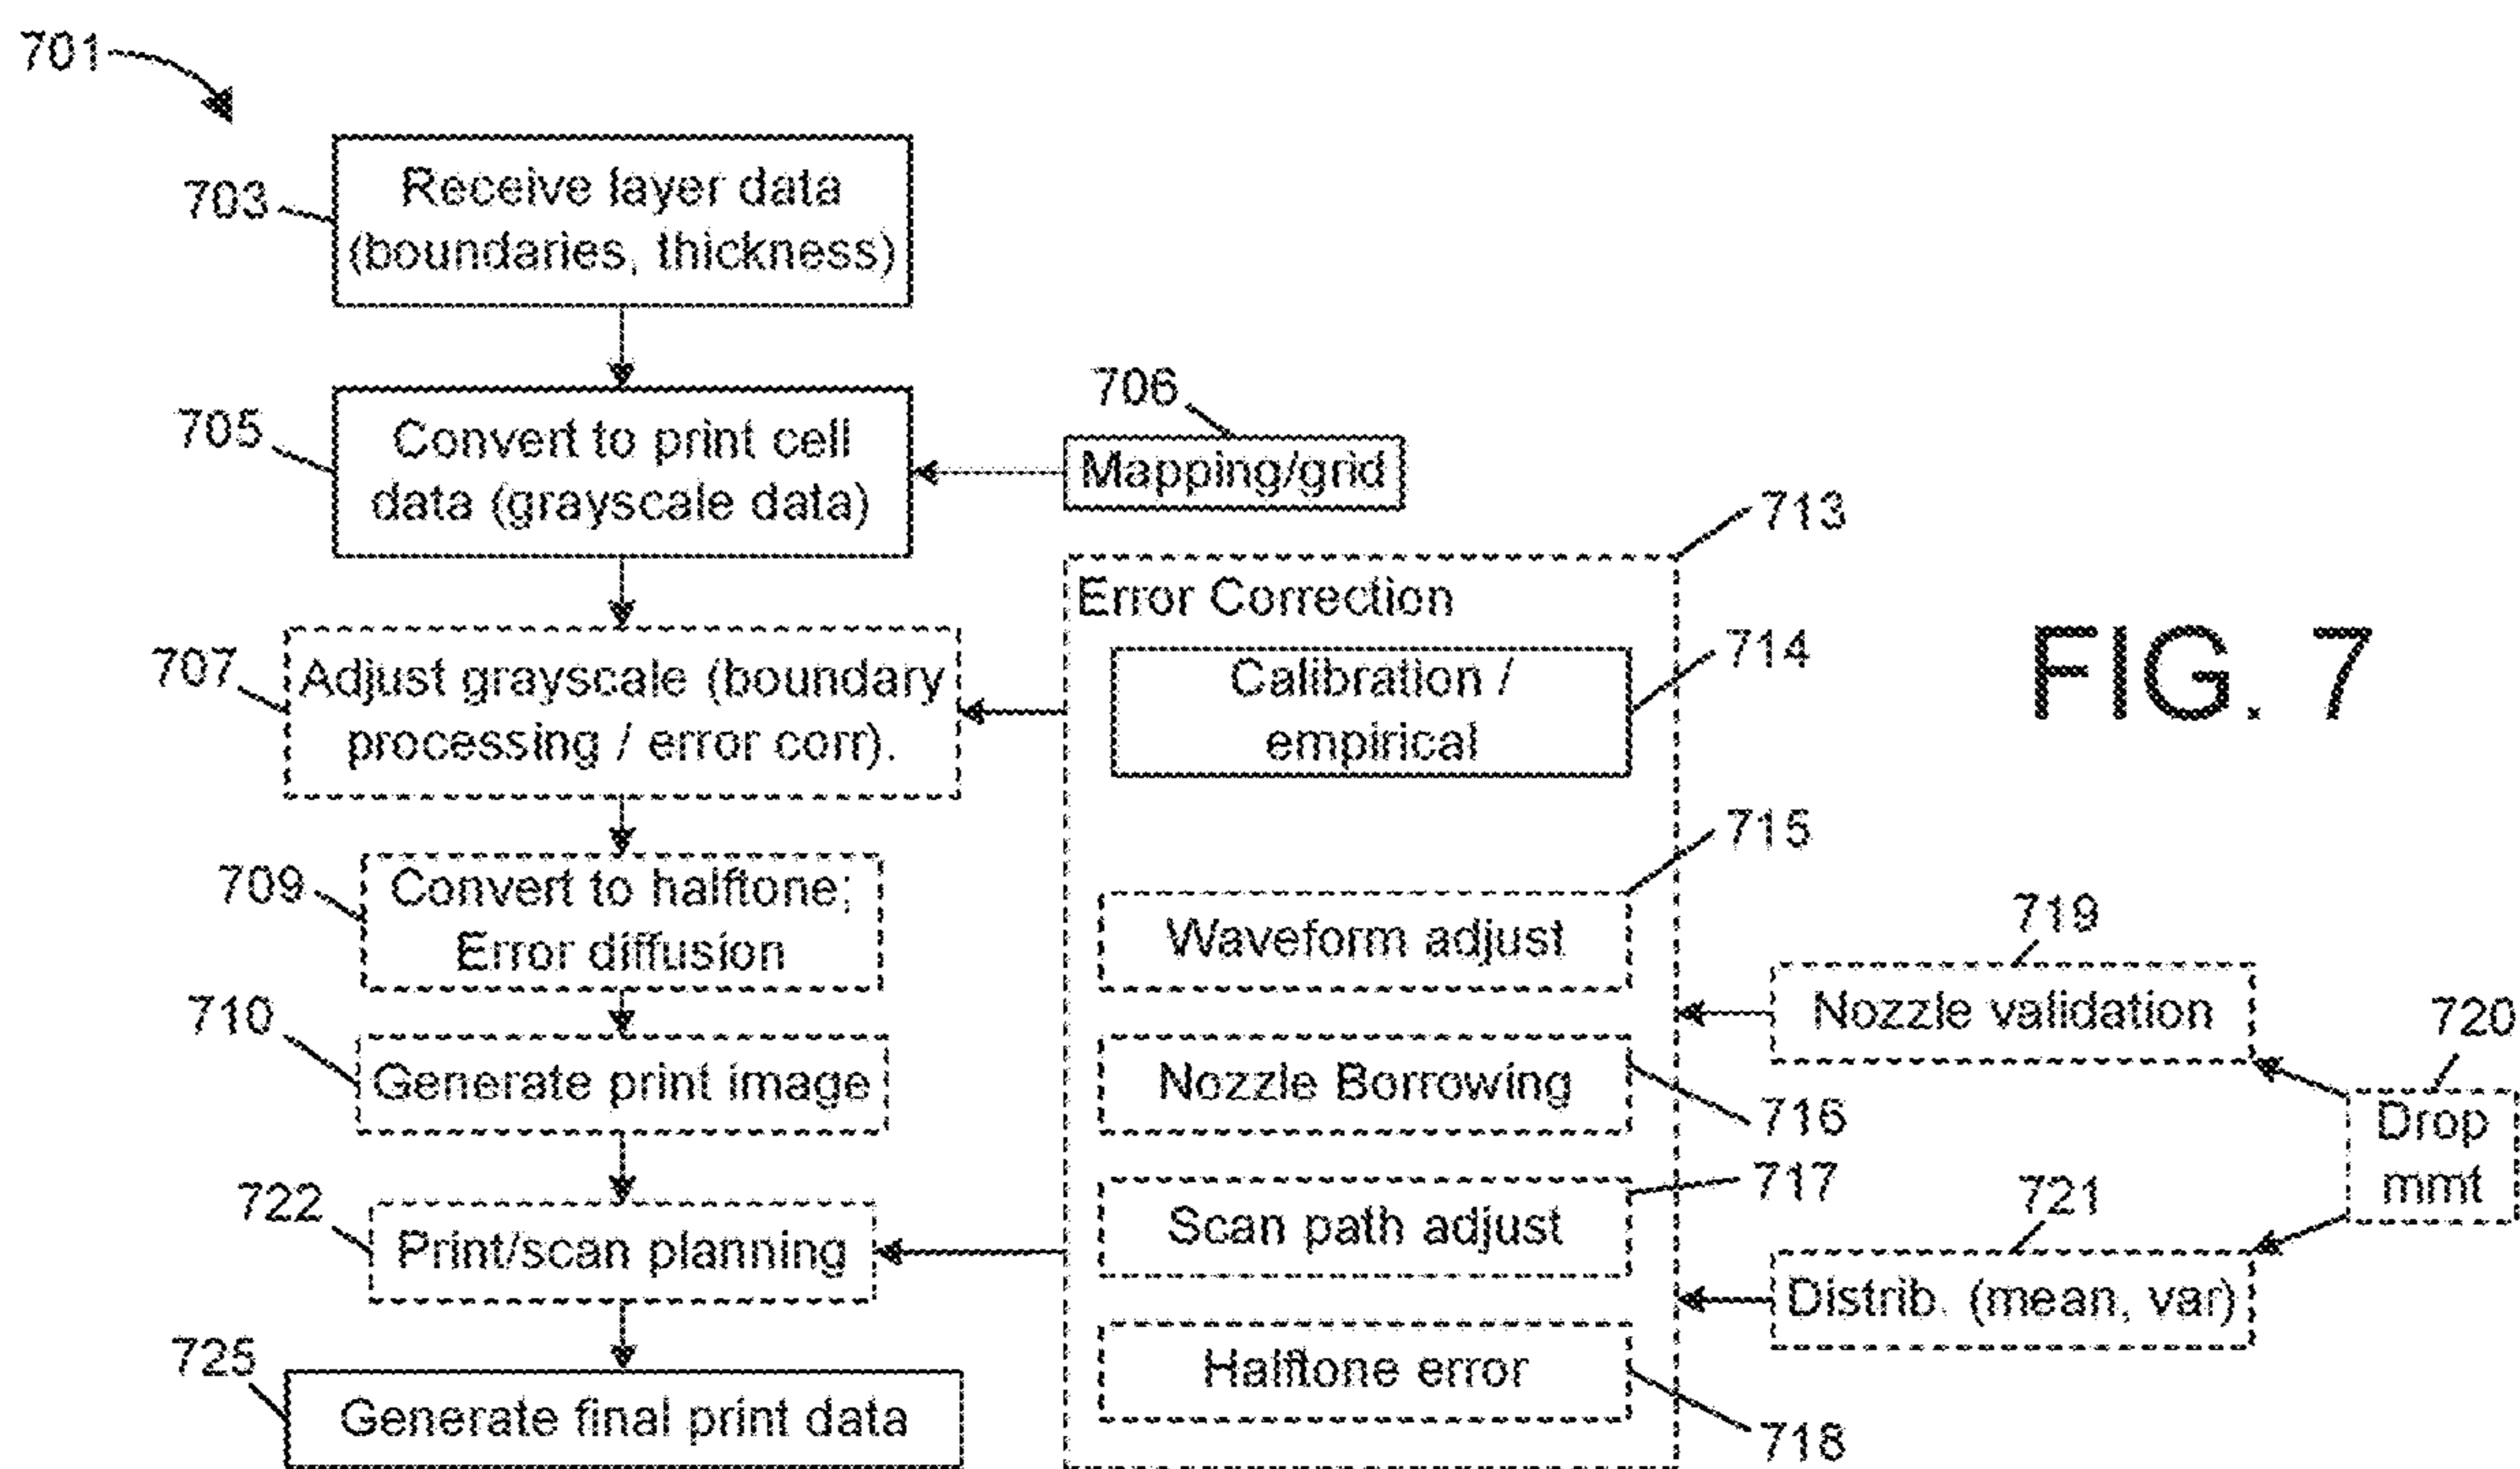 701
703
Receive layer data
(boundaries, thickness)
705
Convert to print cell
data (grayscale data)
706
Mapping/grid
707
Adjust grayscale (boundary
processing / error corr).
709
Convert to halftone;
Error diffusion
710
Generate print image
722
Print/scan planning
725
Generate final print data
713
Error Correction
714
Calibration /
empirical
715
Waveform adjust
716
Nozzle Borrowing
717
Scan path adjust
718
Halftone error
719
Nozzle validation
720
Drop
mmt
721
Distrib. (mean, var)
FIG. 7